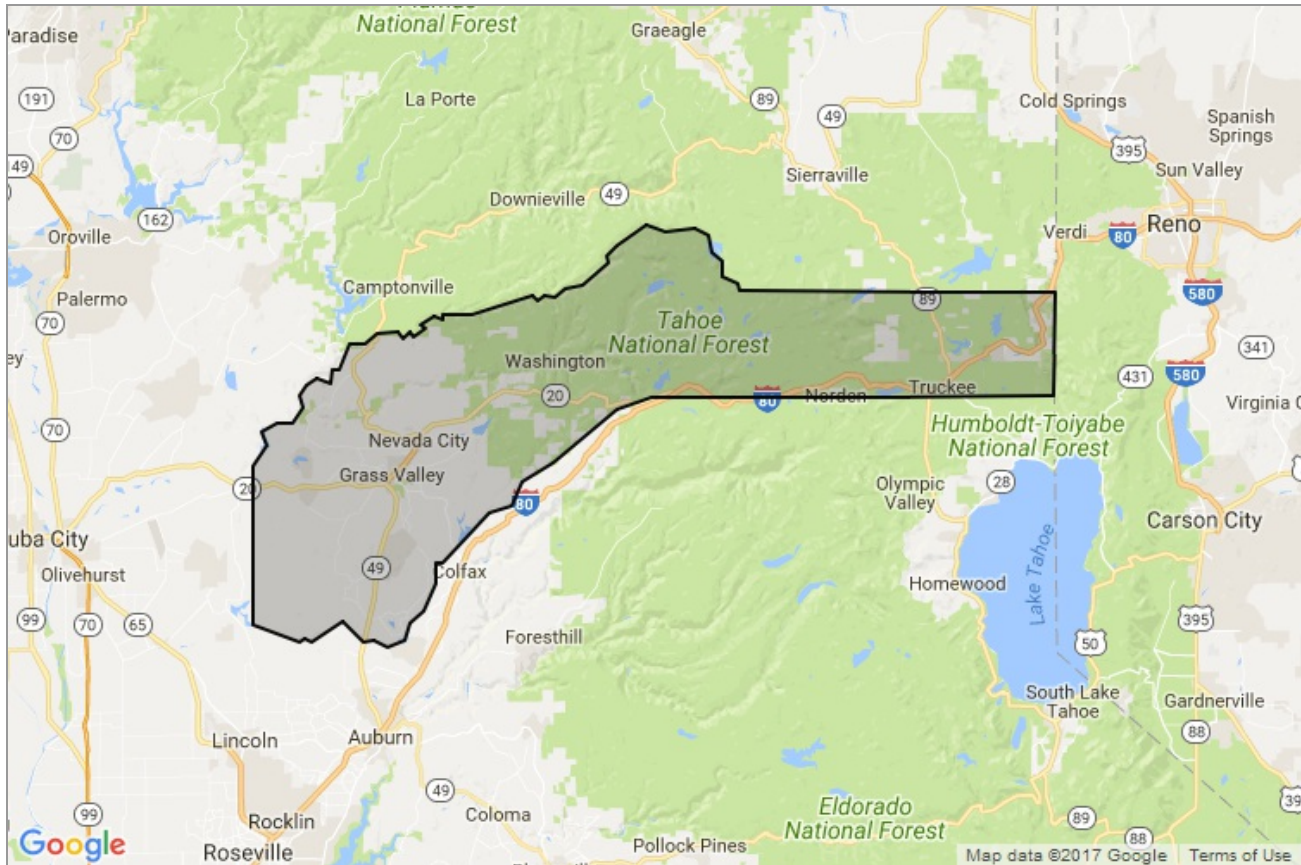 National Forest
Paradise
Graeagle
191
La Porte
89
Cold Springs
70
70
49
Spanish
Springs
395
49
Sun Valley
Sierraville
Downieville
49
162
Oroville
Verdi
80
Reno
Camptonville
89
580
Palermo
70
Tahoe
National Forest
341
Washington
431
580
20
80
Norden
Truckee
Virginia C
70
Nevada City
Humboldt-Toiyabe
National Forest
Grass Valley
20
Olympic
Valley
28
80
Carson City
uba City
Olivehurst
49
Colfax
Homewood
Lake Tahoe
99
70
65
Foresthill
395
50
South Lake
Tahoe
Gardnerville
88
Lincoln
Auburn
49
Coloma
99
Rocklin
Eldorado
National Forest
89
88
395
Google
Roseville
Pollock Pines
Map data ©2017 Google
Terms of Use